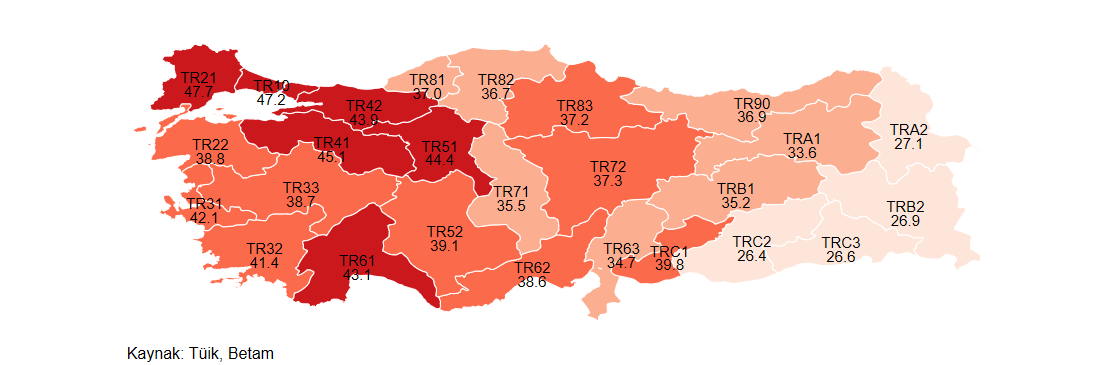 TR21
47.7
TR10
47.2
TR42
43.9
TR81
37.0
TR82
36.7
TR83
37.2
TR90
36.9
TRA1
33.6
TRA2
27.1
TR22
38.8
TR41
45.1
TR51
44.4
TR72
37.3
TR33
38.7
TR71
35.5
TRB1
35.2
TRB2
26.9
TR31
42.1
TR32
41.4
TR61
43.1
TR52
39.1
TR62
38.6
TR63
34.7
TRC1
39.8
TRC2
26.4
TRC3
26.6
Kaynak: Tüik, Betam